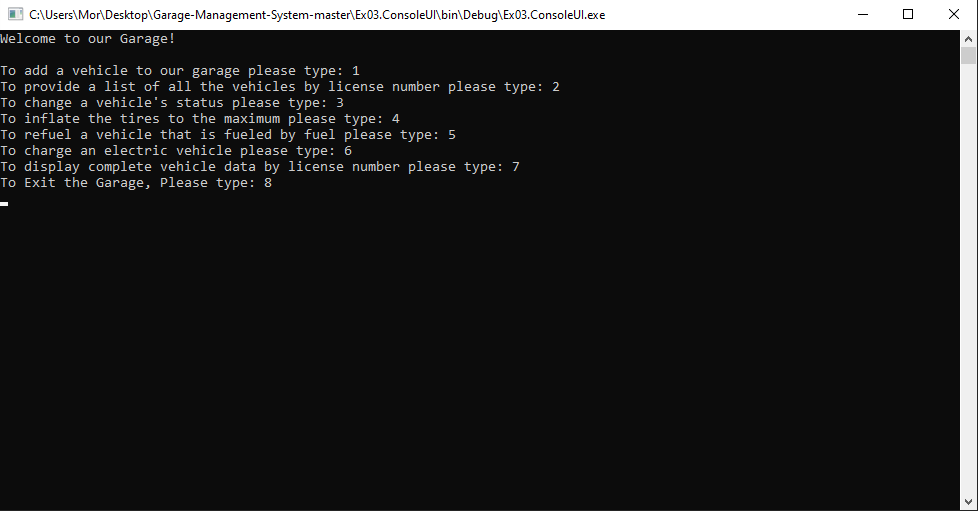 C:\Users\Mor\Desktop\Garage-Management-System-master\Ex03.ConsoleUI\bin\Debug\Ex03.ConsoleUI.exe
Welcome to our Garage!
To add a vehicle to our garage please type: 1
To provide a list of all the vehicles by license number please type: 2
To change a vehicle's status please type: 3
To inflate the tires to the maximum please type: 4
To refuel a vehicle that is fueled by fuel please type: 5
To charge an electric vehicle please type: 6
To display complete vehicle data by license number please type: 7
To Exit the Garage, Please type: 8